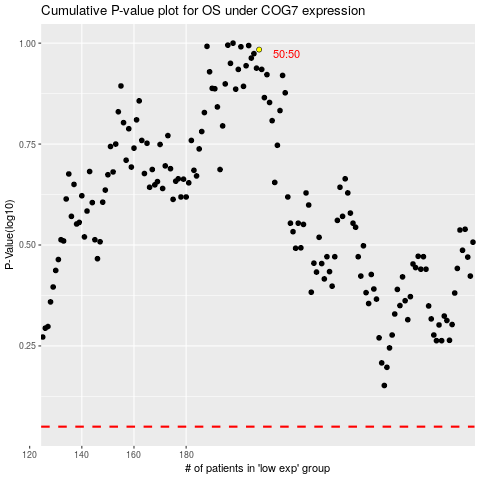 Cumulative P-value plot for OS under COG7 expression
1.00
50:50
0.75
P-Value(log10)
0.50
0.25
120 140 160 180
# of patients in 'low exp' group